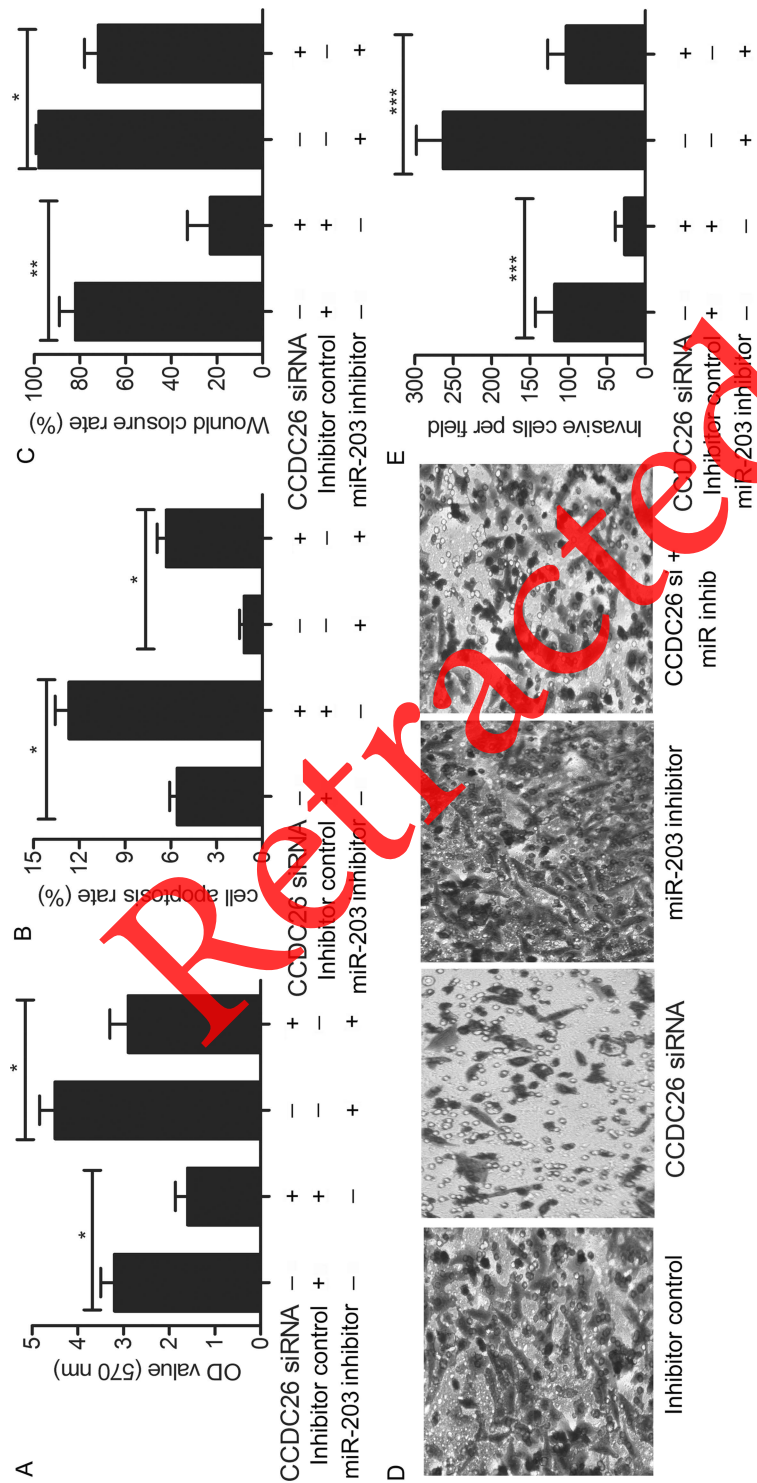 A
OD value (570 nm)
5
4
3
2
1
0
*
*
CCDC26 siRNA – + – +
Inhibitor control + + – –
miR-203 inhibitor – – + +
B
cell apoptosis rate (%)
15
12
9
6
3
0
*
*
CCDC26 siRNA – + – +
Inhibitor control + + – –
miR-203 inhibitor – – + +
C
Wounld closure rate (%)
100
80
60
40
20
0
**
*
CCDC26 siRNA – + – +
Inhibitor control + + – –
miR-203 inhibitor – – + +
D
Inhibitor control
CCDC26 siRNA
miR-203 inhibitor
CCDC26 si +
miR inhib
E
Invasive cells per field
300
250
200
100
0
***
***
CCDC26 siRNA – + – +
Inhibitor control + + – –
miR-203 inhibitor – – + +
Retracted